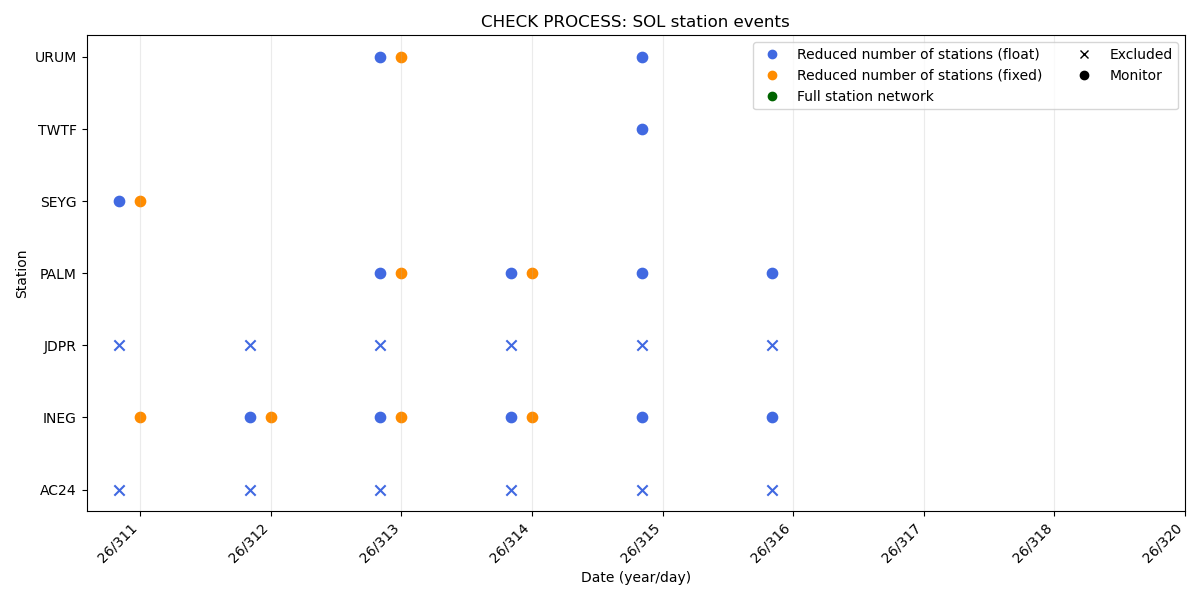 CHECK PROCESS: SOL station events
Reduced number of stations (float)
Reduced number of stations (fixed)
Full station network
Excluded
Monitor
Station
URUM
TWTF
SEYG
PALM
JDPR
INEG
AC24
26/311
26/312
26/313
26/314
26/315
26/316
26/317
26/318
26/320
Date (year/day)